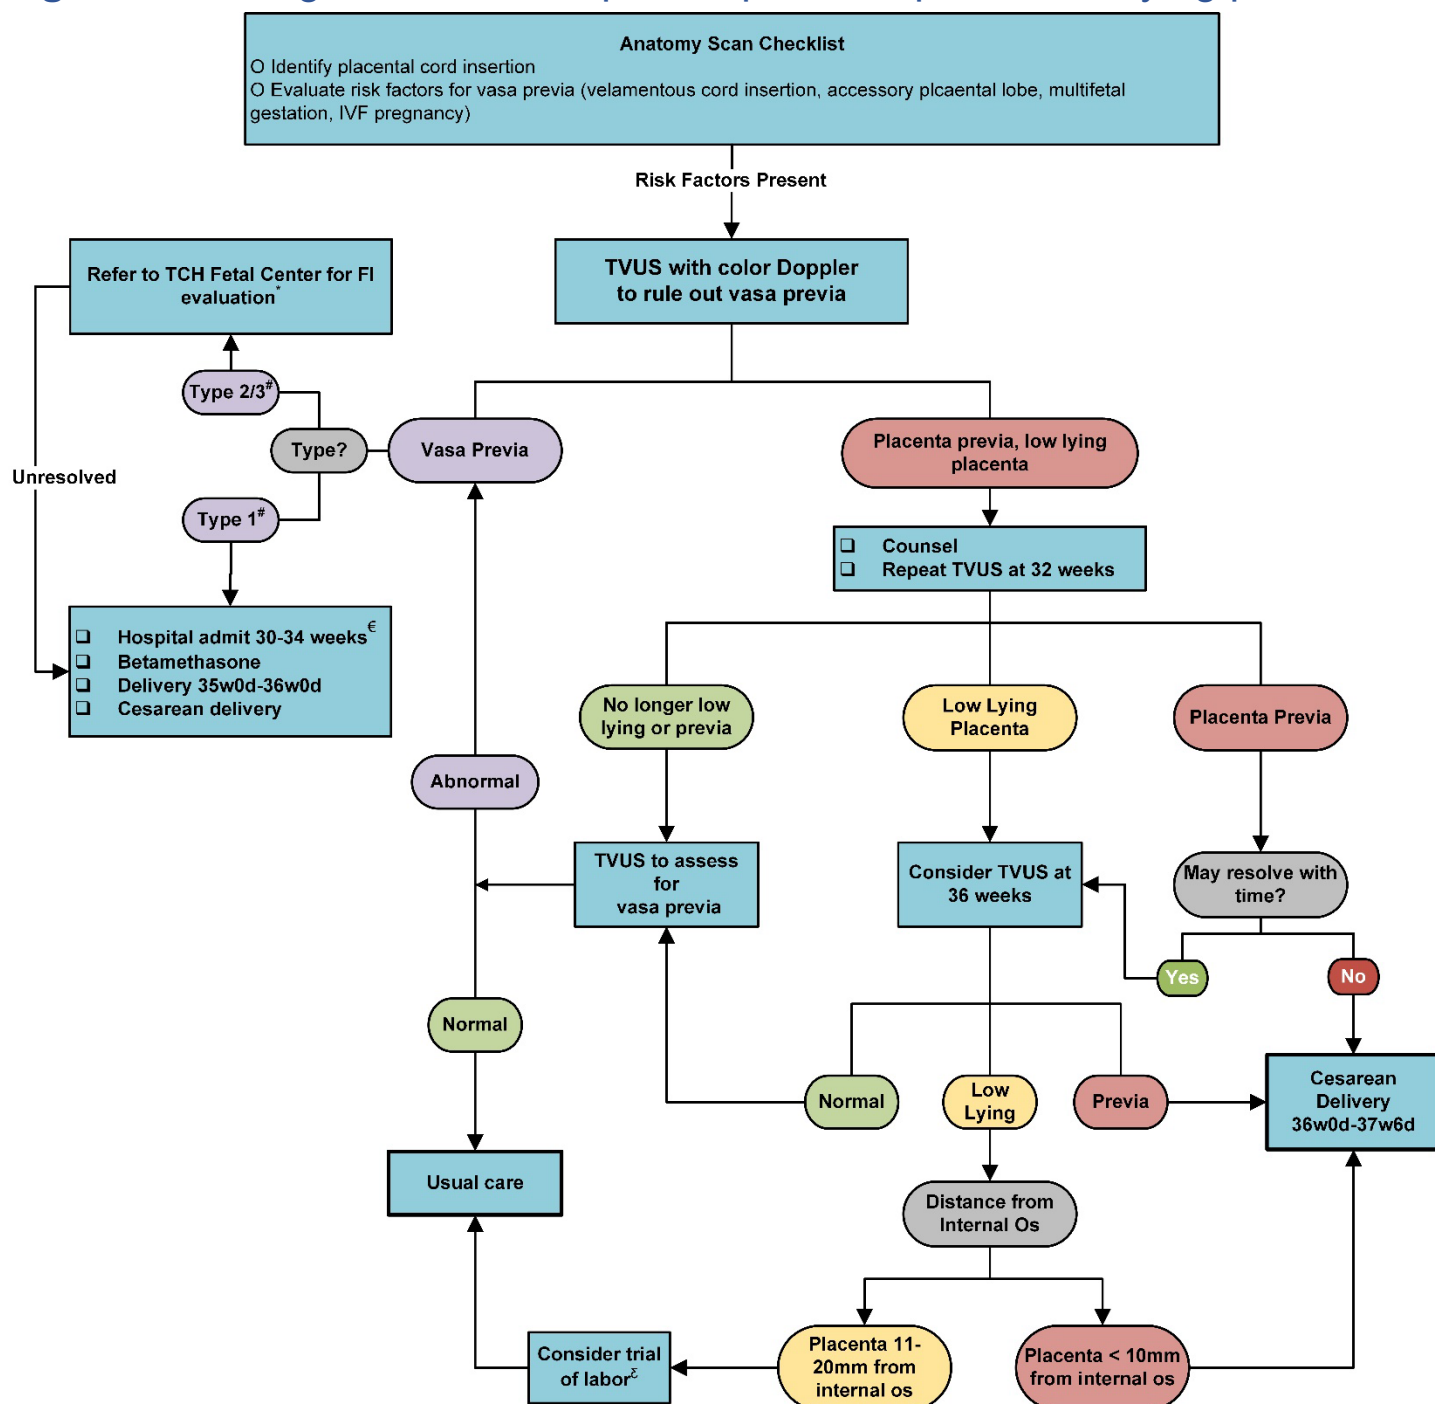 Anatomy Scan Checklist
O Identify placental cord insertion
O Evaluate risk factors for vasa previa (velamentous cord insertion, accessory plcaental lobe, multifetal
gestation, IVF pregnancy)
Risk Factors Present
Refer to TCH Fetal Center for FI
evaluation*
TVUS with color Doppler
to rule out vasa previa
Type 2/3#
Type?
Vasa Previa
Placenta previa, low lying
placenta
Unresolved
Type 1#
❑ Counsel
❑ Repeat TVUS at 32 weeks
❑ Hospital admit 30-34 weeks€
❑ Betamethasone
❑ Delivery 35w0d-36w0d
❑ Cesarean delivery
No longer low
lying or previa
Low Lying
Placenta
Placenta Previa
Abnormal
TVUS to assess
for
vasa previa
Consider TVUS at
36 weeks
May resolve with
time?
Yes
No
Normal
Normal
Low
Lying
Previa
Cesarean
Delivery
36w0d-37w6d
Usual care
Distance from
Internal Os
Consider trial
of laborΣ
Placenta 11-
20mm from
internal os
Placenta < 10mm
from internal os